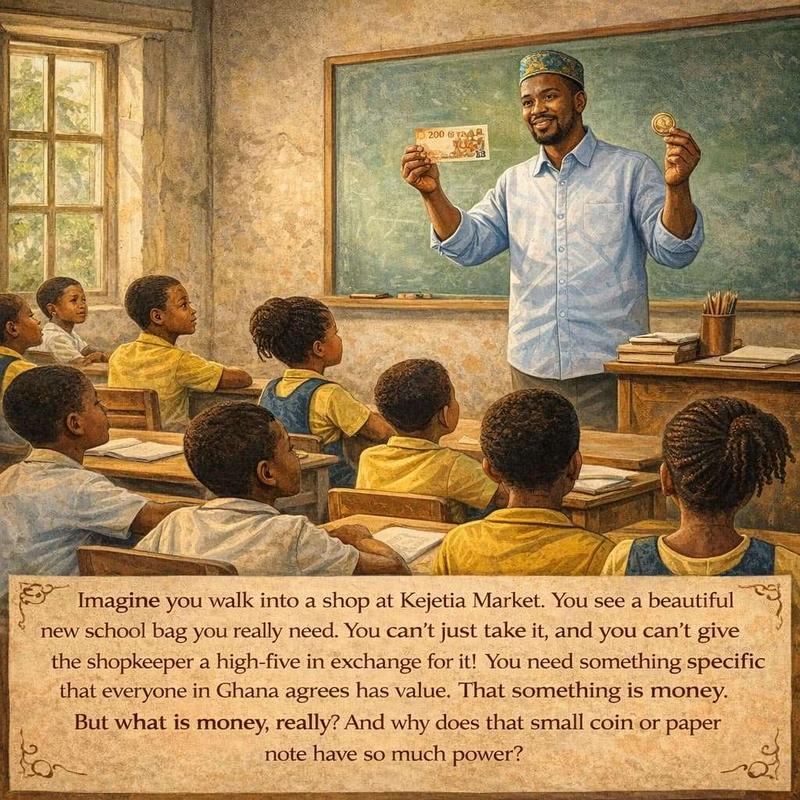 200
Imagine you walk into a shop at Kejetia Market. You see a beautiful
new school bag you really need. You can't just take it, and you can't give
the shopkeeper a high-five in exchange for it! You need something specific
that everyone in Ghana agrees has value. That something is money.
But what is money, really? And why does that small coin or paper
note have so much power?